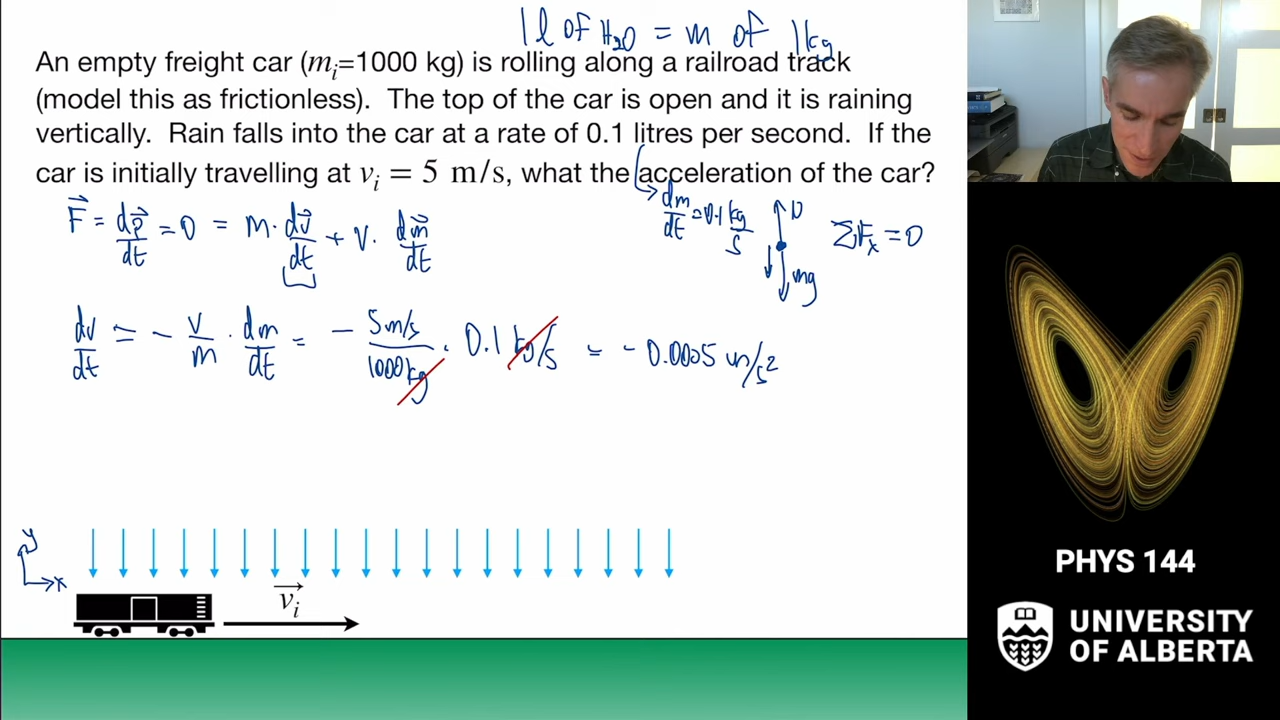 1 l of H₂O = m of 1 kg
An empty freight car (mᵢ=1000 kg) is rolling along a railroad track
(model this as frictionless). The top of the car is open and it is raining
vertically. Rain falls into the car at a rate of 0.1 litres per second. If the
car is initially travelling at vᵢ = 5 m/s, what the acceleration of the car?
F⃗ = dp⃗/dt = 0 = m · dv⃗/dt + v · dm⃗/dt
dm/dt = 0.1 kg/s
n
mg
ΣFₓ = 0
dv/dt = - v/m · dm/dt = - 5 m/s / 1000 kg · 0.1 kg/s = - 0.0005 m/s²
y
x
v⃗ᵢ
PHYS 144
UNIVERSITY
OF ALBERTA